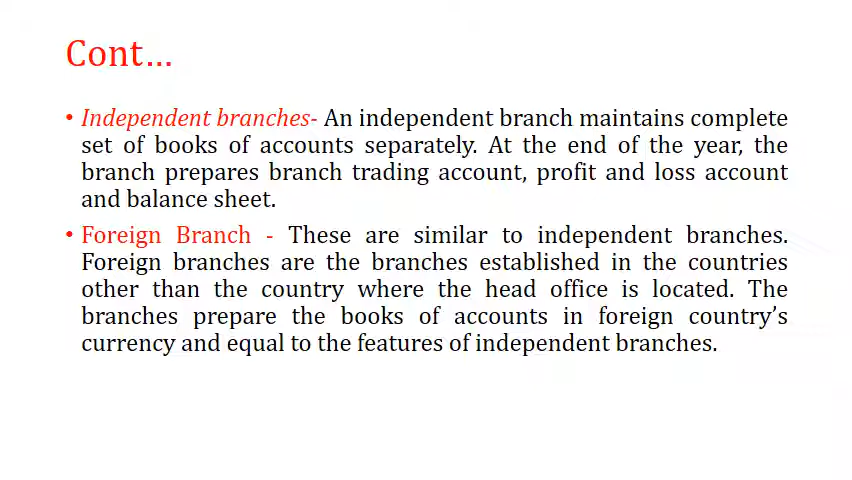 Cont…
• Independent branches- An independent branch maintains complete
set of books of accounts separately. At the end of the year, the
branch prepares branch trading account, profit and loss account
and balance sheet.
• Foreign Branch - These are similar to independent branches.
Foreign branches are the branches established in the countries
other than the country where the head office is located. The
branches prepare the books of accounts in foreign country’s
currency and equal to the features of independent branches.